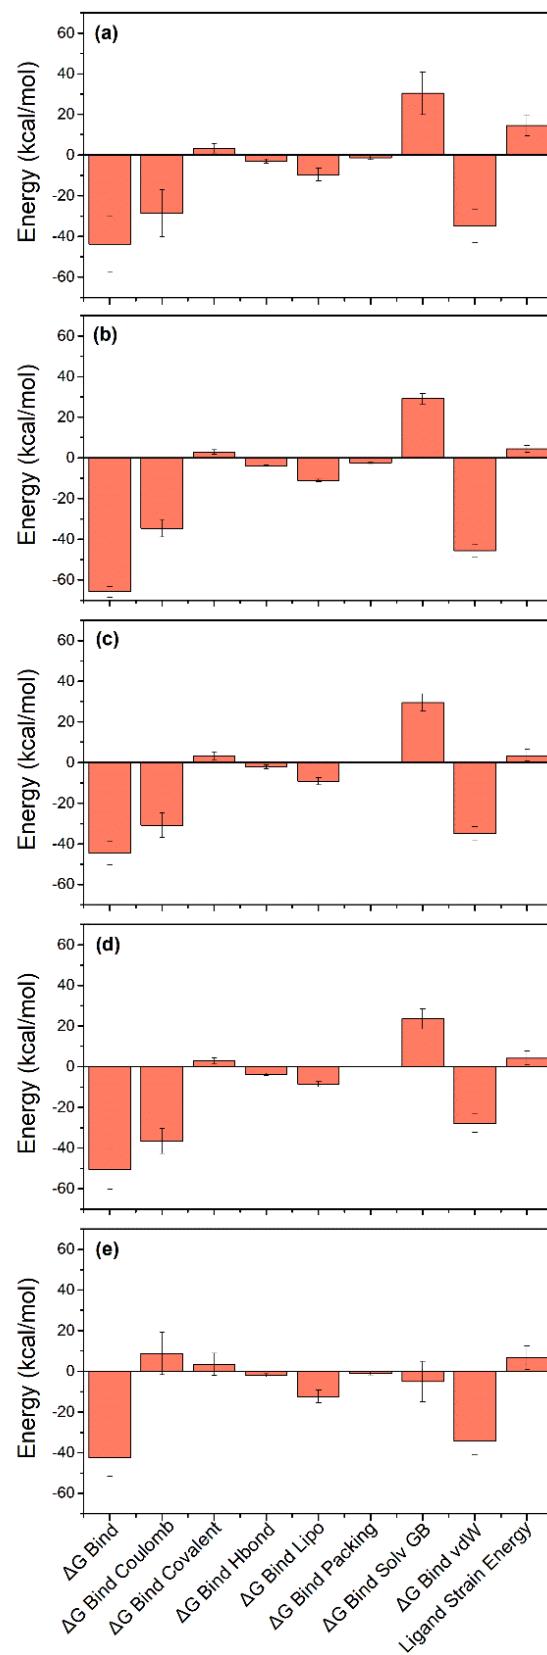 (a)
Energy (kcal/mol)
60
40
20
0
-20
-40
-60
(b)
Energy (kcal/mol)
60
40
20
0
-20
-40
-60
(c)
Energy (kcal/mol)
60
40
20
0
-20
-40
-60
(d)
Energy (kcal/mol)
60
40
20
0
-20
-40
-60
(e)
Energy (kcal/mol)
60
40
20
0
-20
-40
-60
ΔG Bind
ΔG Bind Coulomb
ΔG Bind Covalent
ΔG Bind Hbond
ΔG Bind Lipo
ΔG Bind Packing
ΔG Bind Solv GB
ΔG Bind vdW
Ligand Strain Energy